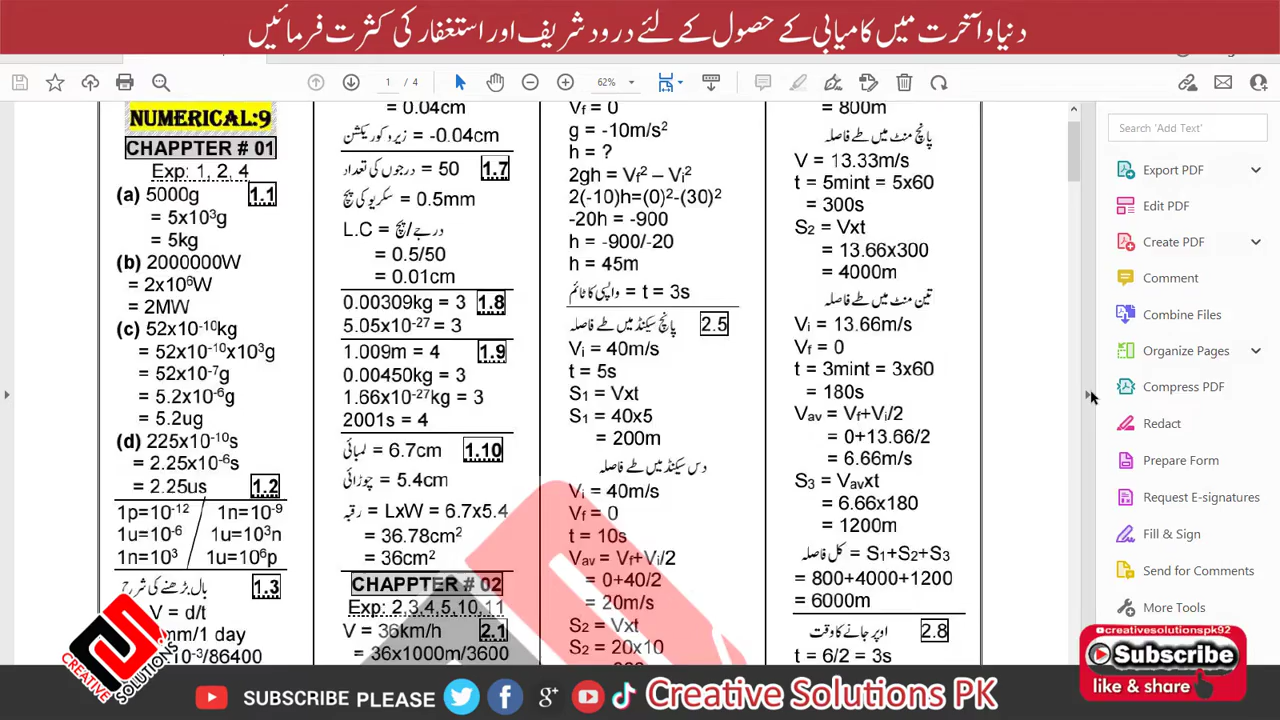 دنیا و آخرت میں کامیابی کے حصول کے لئے درود شریف اور استغفار کی کثرت فرمائیں
1 / 4
62%
NUMERICAL:9
CHAPPTER # 01
Exp: 1, 2, 4
(a) 5000g 1.1
= 5x10³g
= 5kg
(b) 2000000W
= 2x10⁶W
= 2MW
(c) 52x10⁻¹⁰kg
= 52x10⁻¹⁰x10³g
= 52x10⁻⁷g
= 5.2x10⁻⁶g
= 5.2ug
(d) 225x10⁻¹⁰s
= 2.25x10⁻⁶s
= 2.25us 1.2
1p=10⁻¹² 1n=10⁻⁹
1u=10⁻⁶ 1u=10³n
1n=10³ 1u=10⁶p
بال بڑھنے کی شرح 1.3
V = d/t
mm/1 day
⁻³/86400
= 0.04cm
زیرو کوریکشن = -0.04cm
درجوں کی تعداد = 50 1.7
سکریو کی پچ = 0.5mm
L.C = پچ/درجے
= 0.5/50
= 0.01cm
0.00309kg = 3 1.8
5.05x10⁻²⁷ = 3
1.009m = 4 1.9
0.00450kg = 3
1.66x10⁻²⁷kg = 3
2001s = 4
لمبائی = 6.7cm 1.10
چوڑائی = 5.4cm
رقبہ = LxW = 6.7x5.4
= 36.78cm²
= 36cm²
CHAPPTER # 02
Exp: 2,3,4,5,10,11
V = 36km/h 2.1
= 36x1000m/3600
Vf = 0
g = -10m/s²
h = ?
2gh = Vf² – Vi²
2(-10)h=(0)²-(30)²
-20h = -900
h = -900/-20
h = 45m
واپسی کا ٹائم = t = 3s
پانچ سیکنڈ میں طے فاصلہ 2.5
Vi = 40m/s
t = 5s
S1 = Vxt
S1 = 40x5
= 200m
دس سیکنڈ میں طے فاصلہ
Vi = 40m/s
Vf = 0
t = 10s
Vav = Vf+Vi/2
= 0+40/2
= 20m/s
S2 = Vxt
S2 = 20x10
= 800m
پانچ منٹ میں طے فاصلہ
V = 13.33m/s
t = 5mint = 5x60
= 300s
S2 = Vxt
= 13.66x300
= 4000m
تین منٹ میں طے فاصلہ
Vi = 13.66m/s
Vf = 0
t = 3mint = 3x60
= 180s
Vav = Vf+Vi/2
= 0+13.66/2
= 6.66m/s
S3 = Vavxt
= 6.66x180
= 1200m
کل فاصلہ = S1+S2+S3
= 800+4000+1200
= 6000m
اوپر جانے کا وقت 2.8
t = 6/2 = 3s
Search 'Add Text'
Export PDF
Edit PDF
Create PDF
Comment
Combine Files
Organize Pages
Compress PDF
Redact
Prepare Form
Request E-signatures
Fill & Sign
Send for Comments
More Tools
CREATIVE SOLUTIONS
@creativesolutionspk92
Subscribe
like & share
SUBSCRIBE PLEASE
Creative Solutions PK